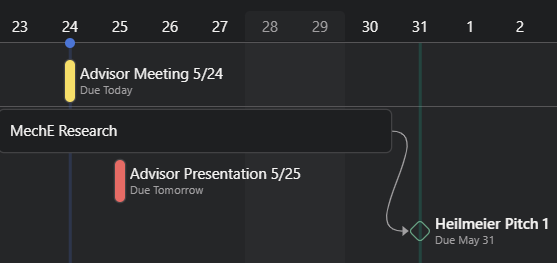 23 24 25 26 27 28 29 30 31 1 2
Advisor Meeting 5/24
Due Today
MechE Research
Advisor Presentation 5/25
Due Tomorrow
Heilmeier Pitch 1
Due May 31